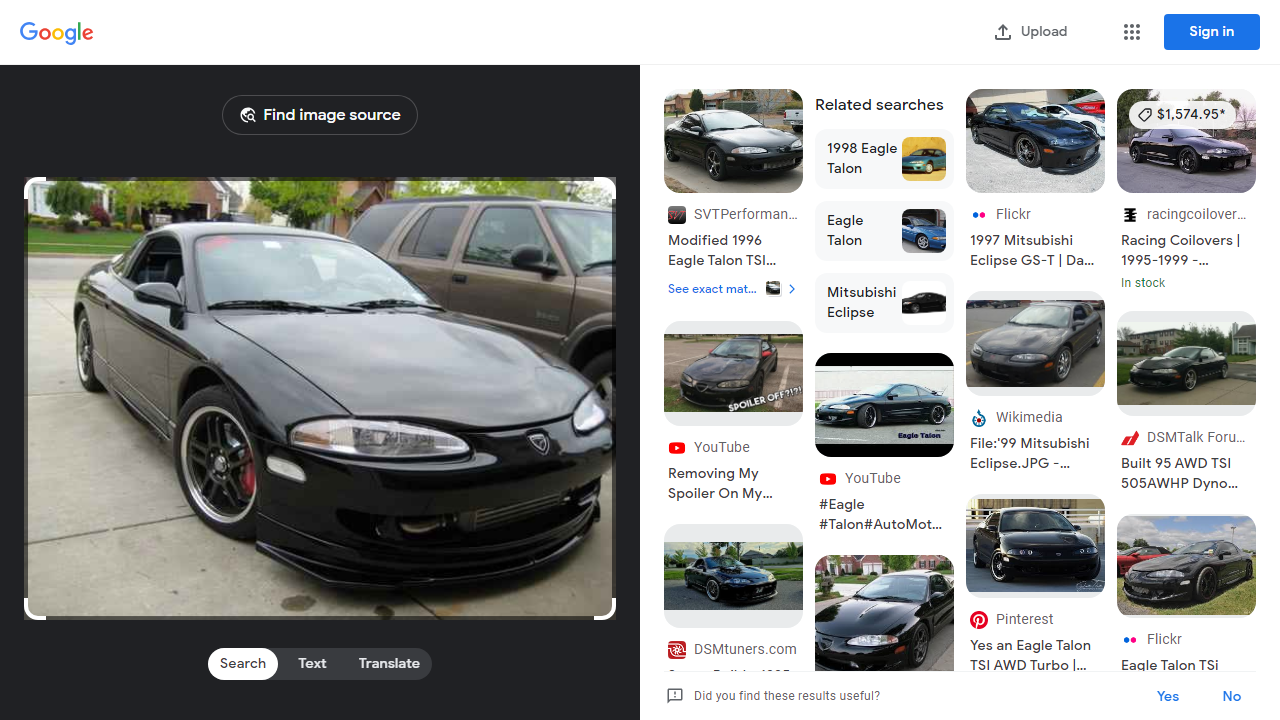 Google
Upload
Sign in
Find image source
Search
Text
Translate
SVTPerforman...
Modified 1996
Eagle Talon TSI...
See exact mat...
YouTube
SPOILER OFF?!?!
Removing My
Spoiler On My...
DSMtuners.com
Related searches
1998 Eagle
Talon
Eagle
Talon
Mitsubishi
Eclipse
Eagle Talon
YouTube
#Eagle
#Talon#AutoMot...
Flickr
1997 Mitsubishi
Eclipse GS-T | Da...
Wikimedia
File:'99 Mitsubishi
Eclipse.JPG -...
Pinterest
Yes an Eagle Talon
TSI AWD Turbo |...
$1,574.95*
racingcoilover...
Racing Coilovers |
1995-1999 -...
In stock
DSMTalk Foru...
Built 95 AWD TSI
505AWHP Dyno...
Flickr
Eagle Talon TSi
Did you find these results useful?
Yes
No